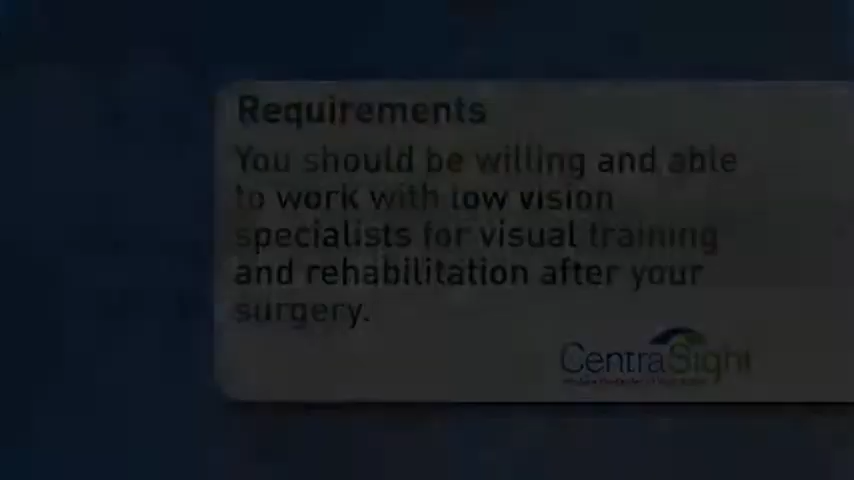 Requirements
You should be willing and able
to work with low vision
specialists for visual training
and rehabilitation after your
surgery.
CentraSight